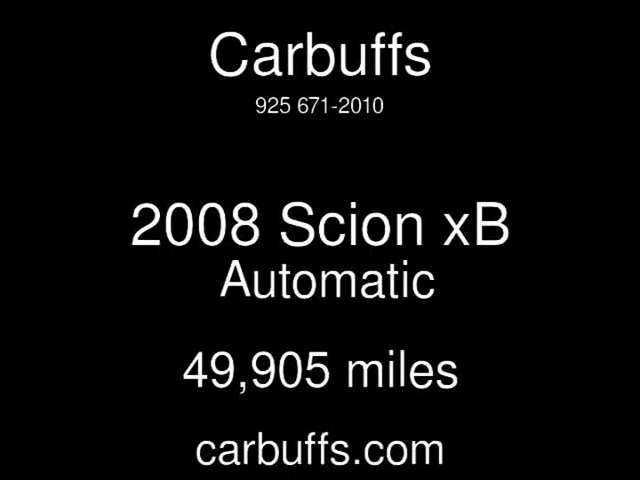 Carbuffs
925 671-2010
2008 Scion xB
Automatic
49,905 miles
carbuffs.com